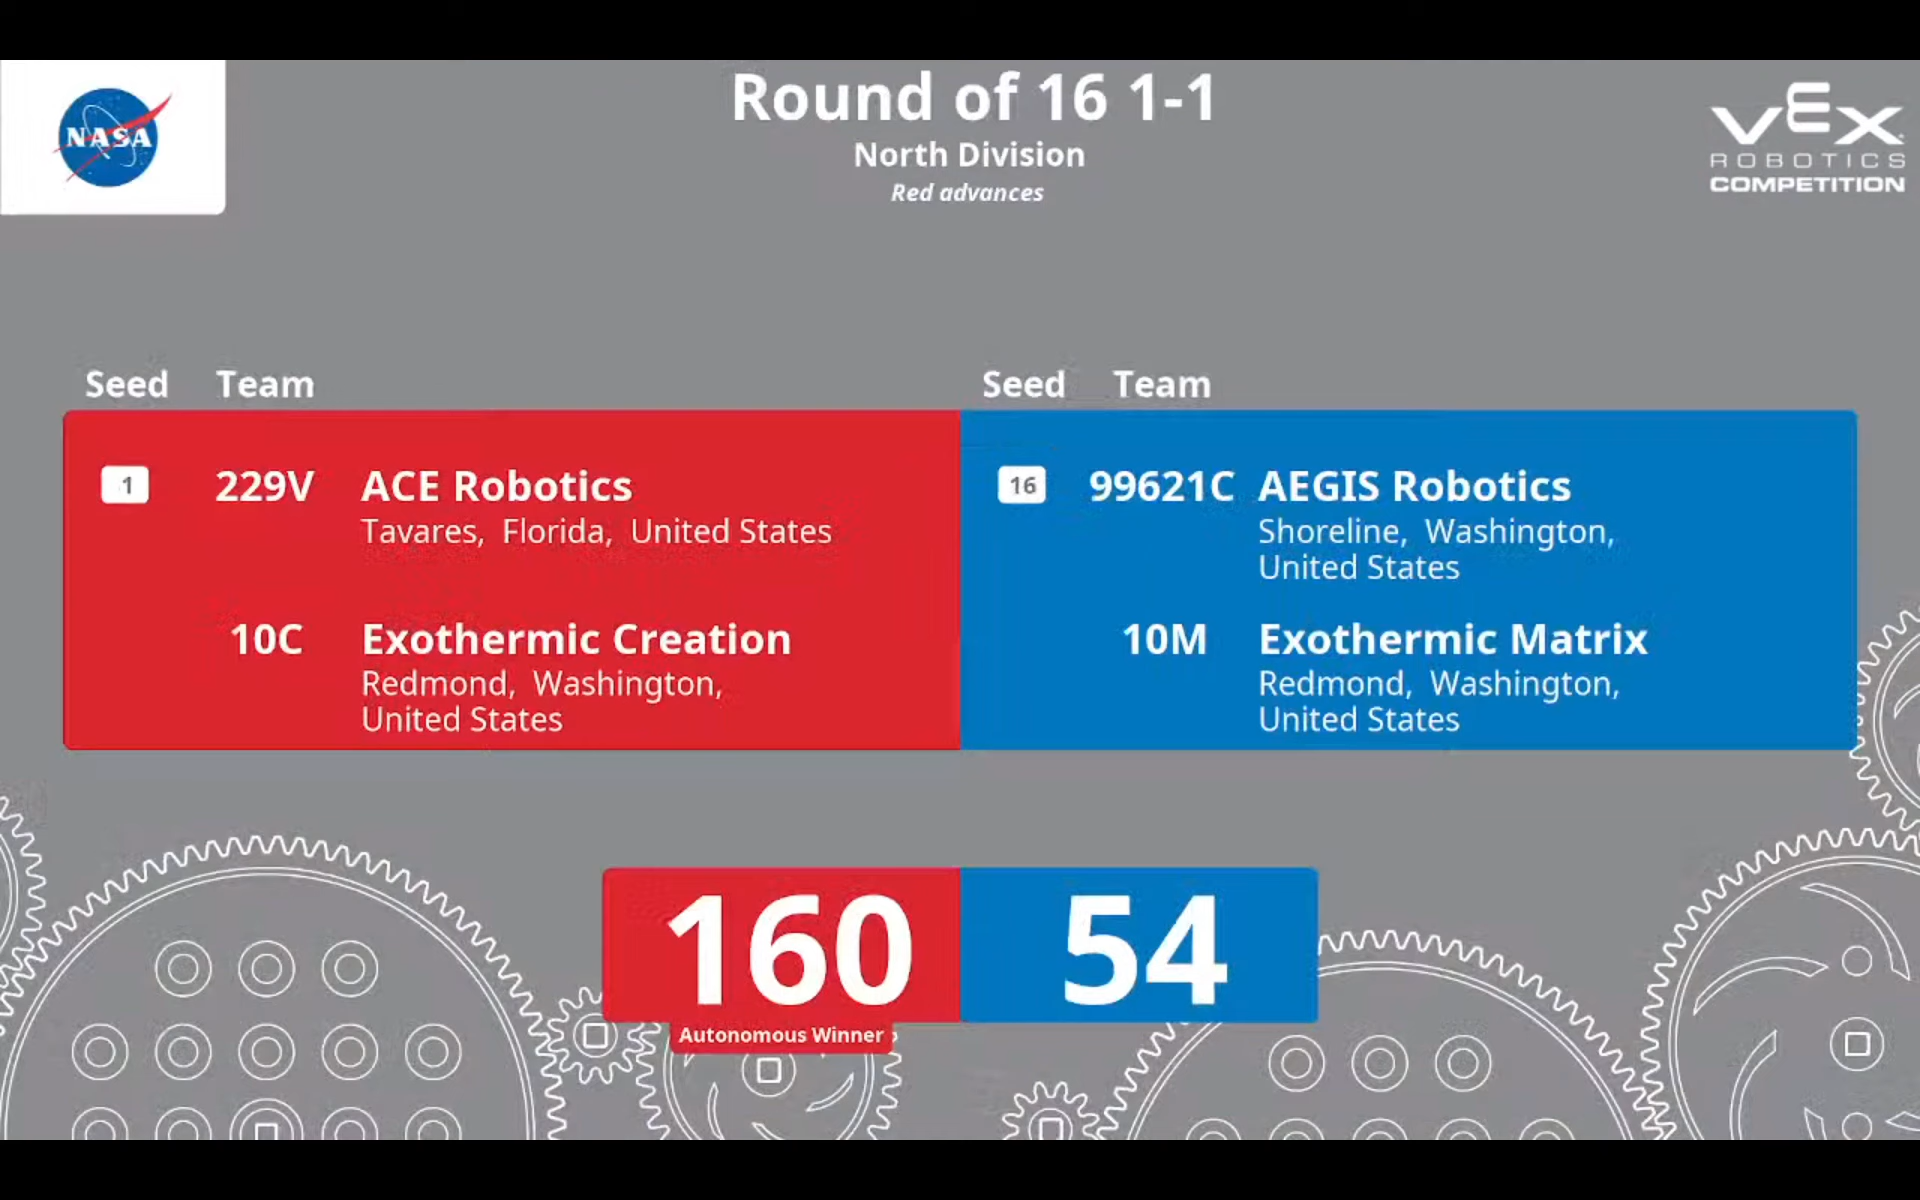 NASA
Round of 16 1-1
North Division
Red advances
VEX
ROBOTICS
COMPETITION
Seed Team
1 229V ACE Robotics
Tavares, Florida, United States
10C Exothermic Creation
Redmond, Washington,
United States
Seed Team
16 99621C AEGIS Robotics
Shoreline, Washington,
United States
10M Exothermic Matrix
Redmond, Washington,
United States
160
Autonomous Winner
54